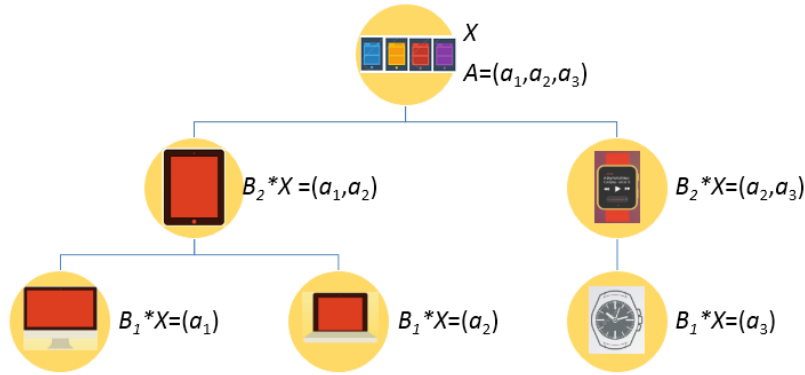 X
A=(a₁,a₂,a₃)
B₂*X =(a₁,a₂)
B₂*X=(a₂,a₃)
B₁*X=(a₁)
B₁*X=(a₂)
B₁*X=(a₃)